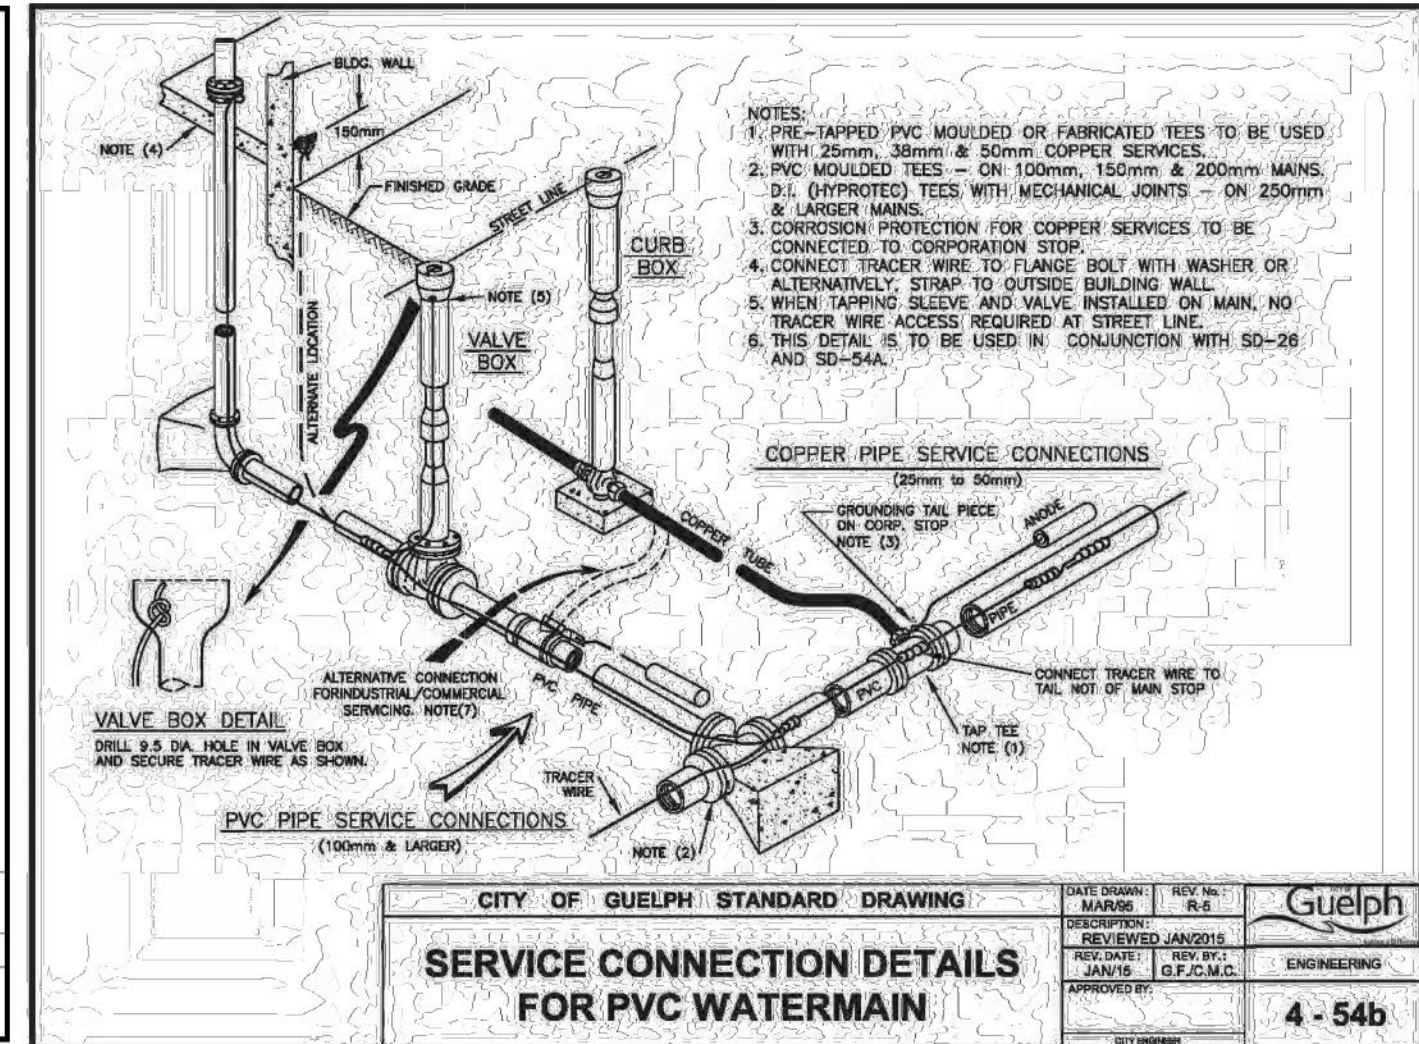 BLDG. WALL
150mm
NOTE (4)
FINISHED GRADE
STREET LINE
CURB
BOX
NOTE (5)
VALVE
BOX
ALTERNATE LOCATION
NOTES:
1. PRE-TAPPED PVC MOULDED OR FABRICATED TEES TO BE USED
WITH 25mm, 38mm & 50mm COPPER SERVICES.
2. PVC MOULDED TEES - ON 100mm, 150mm & 200mm MAINS.
D.I. (HYPROTEC) TEES WITH MECHANICAL JOINTS - ON 250mm
& LARGER MAINS.
3. CORROSION PROTECTION FOR COPPER SERVICES TO BE
CONNECTED TO CORPORATION STOP.
4. CONNECT TRACER WIRE TO FLANGE BOLT WITH WASHER OR
ALTERNATIVELY, STRAP TO OUTSIDE BUILDING WALL.
5. WHEN TAPPING SLEEVE AND VALVE INSTALLED ON MAIN, NO
TRACER WIRE ACCESS REQUIRED AT STREET LINE.
6. THIS DETAIL IS TO BE USED IN CONJUNCTION WITH SD-26
AND SD-54A.
COPPER PIPE SERVICE CONNECTIONS
(25mm to 50mm)
GROUNDING TAIL PIECE
ON CORP. STOP
NOTE (3)
ANODE
COPPER TUBE
PIPE
PVC
CONNECT TRACER WIRE TO
TAIL NOT OF MAIN STOP
TAP TEE
NOTE (1)
ALTERNATIVE CONNECTION
FORINDUSTRIAL/COMMERCIAL
SERVICING. NOTE(7)
PVC PIPE
VALVE BOX DETAIL
DRILL 9.5 DIA. HOLE IN VALVE BOX
AND SECURE TRACER WIRE AS SHOWN.
TRACER
WIRE
PVC PIPE SERVICE CONNECTIONS
(100mm & LARGER)
NOTE (2)
CITY OF GUELPH STANDARD DRAWING
SERVICE CONNECTION DETAILS
FOR PVC WATERMAIN
DATE DRAWN:
MAR/95
REV. No.:
R-5
DESCRIPTION:
REVIEWED JAN/2015
REV. DATE:
JAN/15
REV. BY.:
G.F./C.M.C.
APPROVED BY:
CITY ENGINEER
Guelph
ENGINEERING
4 - 54b